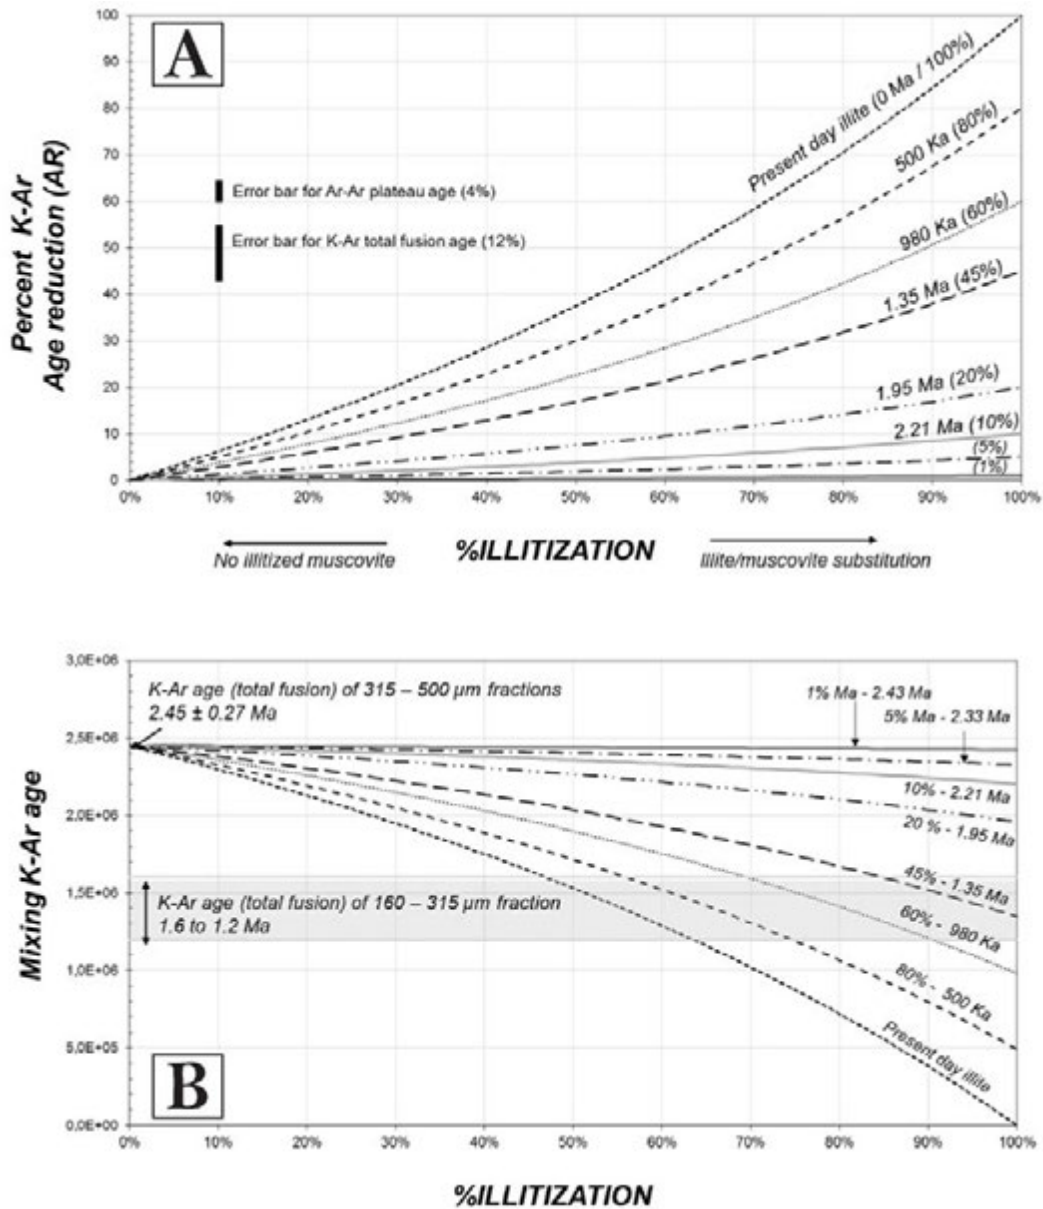 A
Percent K-Ar
Age reduction (AR)
100
90
80
70
60
50
40
30
20
10
0
Error bar for Ar-Ar plateau age (4%)
Error bar for K-Ar total fusion age (12%)
Present day illite (0 Ma / 100%)
500 Ka (80%)
980 Ka (60%)
1.35 Ma (45%)
1.95 Ma (20%)
2.21 Ma (10%)
(5%)
(1%)
0% 10% 20% 30% 40% 50% 60% 70% 80% 90% 100%
No illitized muscovite
%ILLITIZATION
Illite/muscovite substitution
Mixing K-Ar age
3,0E+06
2,5E+06
2,0E+06
1,5E+06
1,0E+06
5,0E+05
0,0E+00
K-Ar age (total fusion) of 315 – 500 µm fractions
2.45 ± 0.27 Ma
1% Ma - 2.43 Ma
5% Ma - 2.33 Ma
10% - 2.21 Ma
20 % - 1.95 Ma
45% - 1.35 Ma
60% - 980 Ka
80% - 500 Ka
Present day illite
K-Ar age (total fusion) of 160 – 315 µm fraction
1.6 to 1.2 Ma
B
0% 10% 20% 30% 40% 50% 60% 70% 80% 90% 100%
%ILLITIZATION